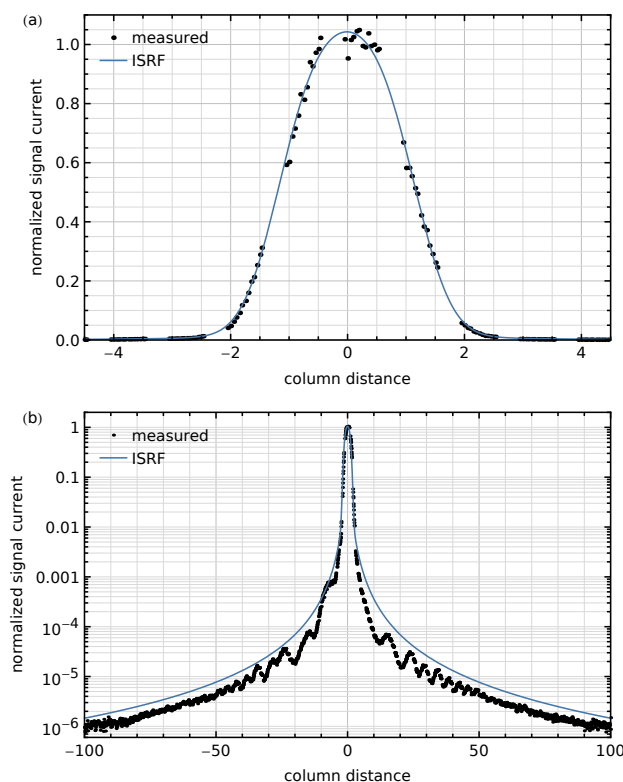 (a)
measured
ISRF
normalized signal current
1.0
0.8
0.6
0.4
0.2
0.0
−4
−2
0
2
4
column distance
(b)
measured
ISRF
normalized signal current
1
0.1
0.01
0.001
10⁻⁴
10⁻⁵
10⁻⁶
−100
−50
0
50
100
column distance